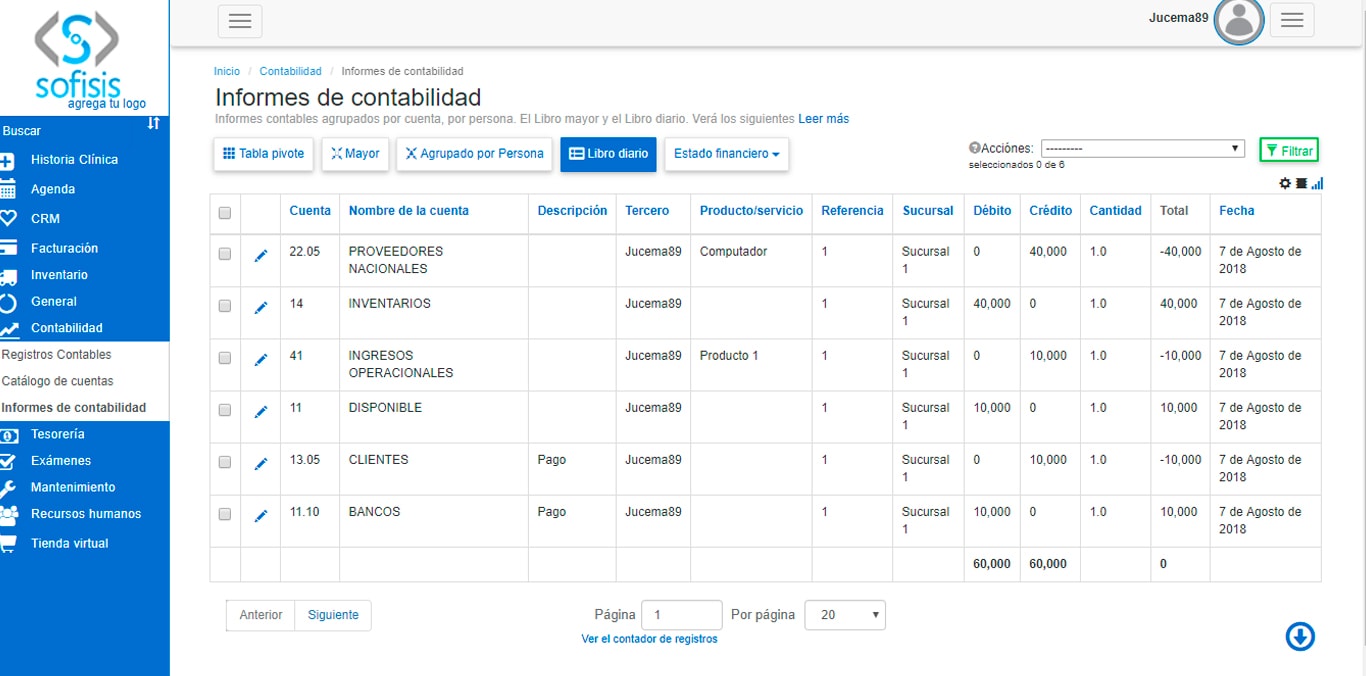 sofisis
agrega tu logo
Jucema89
Buscar
Historia Clínica
Agenda
CRM
Facturación
Inventario
General
Contabilidad
Registros Contables
Catálogo de cuentas
Informes de contabilidad
Tesorería
Exámenes
Mantenimiento
Recursos humanos
Tienda virtual
Inicio / Contabilidad / Informes de contabilidad
Informes de contabilidad
Informes contables agrupados por cuenta, por persona. El Libro mayor y el Libro diario. Verá los siguientes Leer más
Tabla pivote Mayor Agrupado por Persona Libro diario Estado financiero
Acciónes: ---------
seleccionados 0 de 6
Filtrar
Cuenta Nombre de la cuenta Descripción Tercero Producto/servicio Referencia Sucursal Débito Crédito Cantidad Total Fecha
22.05 PROVEEDORES Jucema89 Computador 1 Sucursal 0 40,000 1.0 -40,000 7 de Agosto de
NACIONALES 1 2018
14 INVENTARIOS Jucema89 1 Sucursal 40,000 0 1.0 40,000 7 de Agosto de
1 2018
41 INGRESOS Jucema89 Producto 1 1 Sucursal 0 10,000 1.0 -10,000 7 de Agosto de
OPERACIONALES 1 2018
11 DISPONIBLE Jucema89 1 Sucursal 10,000 0 1.0 10,000 7 de Agosto de
1 2018
13.05 CLIENTES Pago Jucema89 1 Sucursal 0 10,000 1.0 -10,000 7 de Agosto de
1 2018
11.10 BANCOS Pago Jucema89 1 Sucursal 10,000 0 1.0 10,000 7 de Agosto de
1 2018
60,000 60,000 0
Anterior Siguiente Página 1 Por página 20
Ver el contador de registros